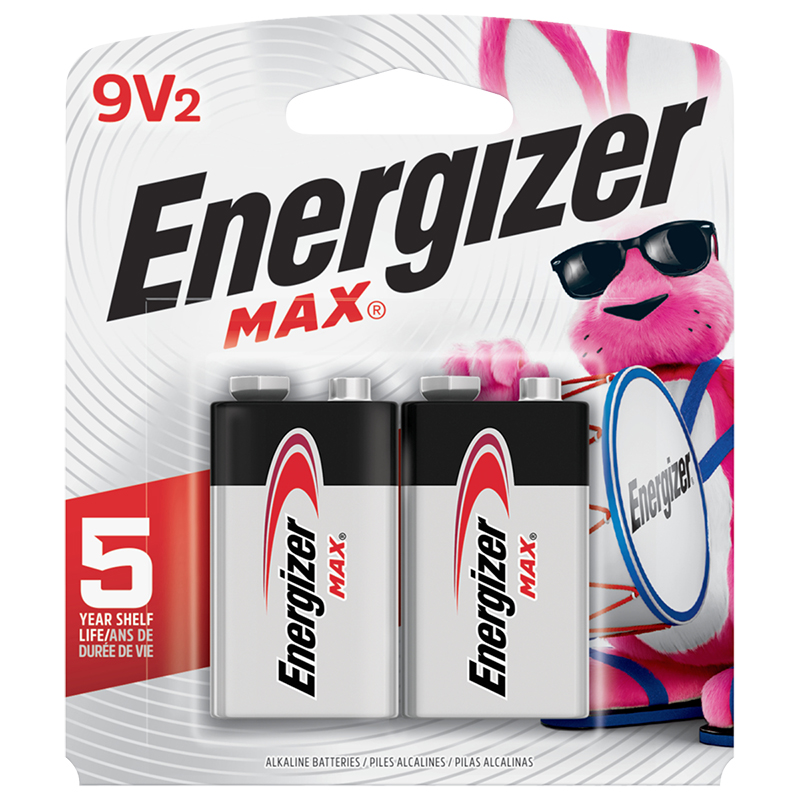 9V2
Energizer
MAX®
Energizer
MAX®
Energizer
MAX®
Energizer
5
YEAR SHELF
LIFE/ANS DE
DURÉE DE VIE
ALKALINE BATTERIES / PILES ALCALINES / PILAS ALCALINAS